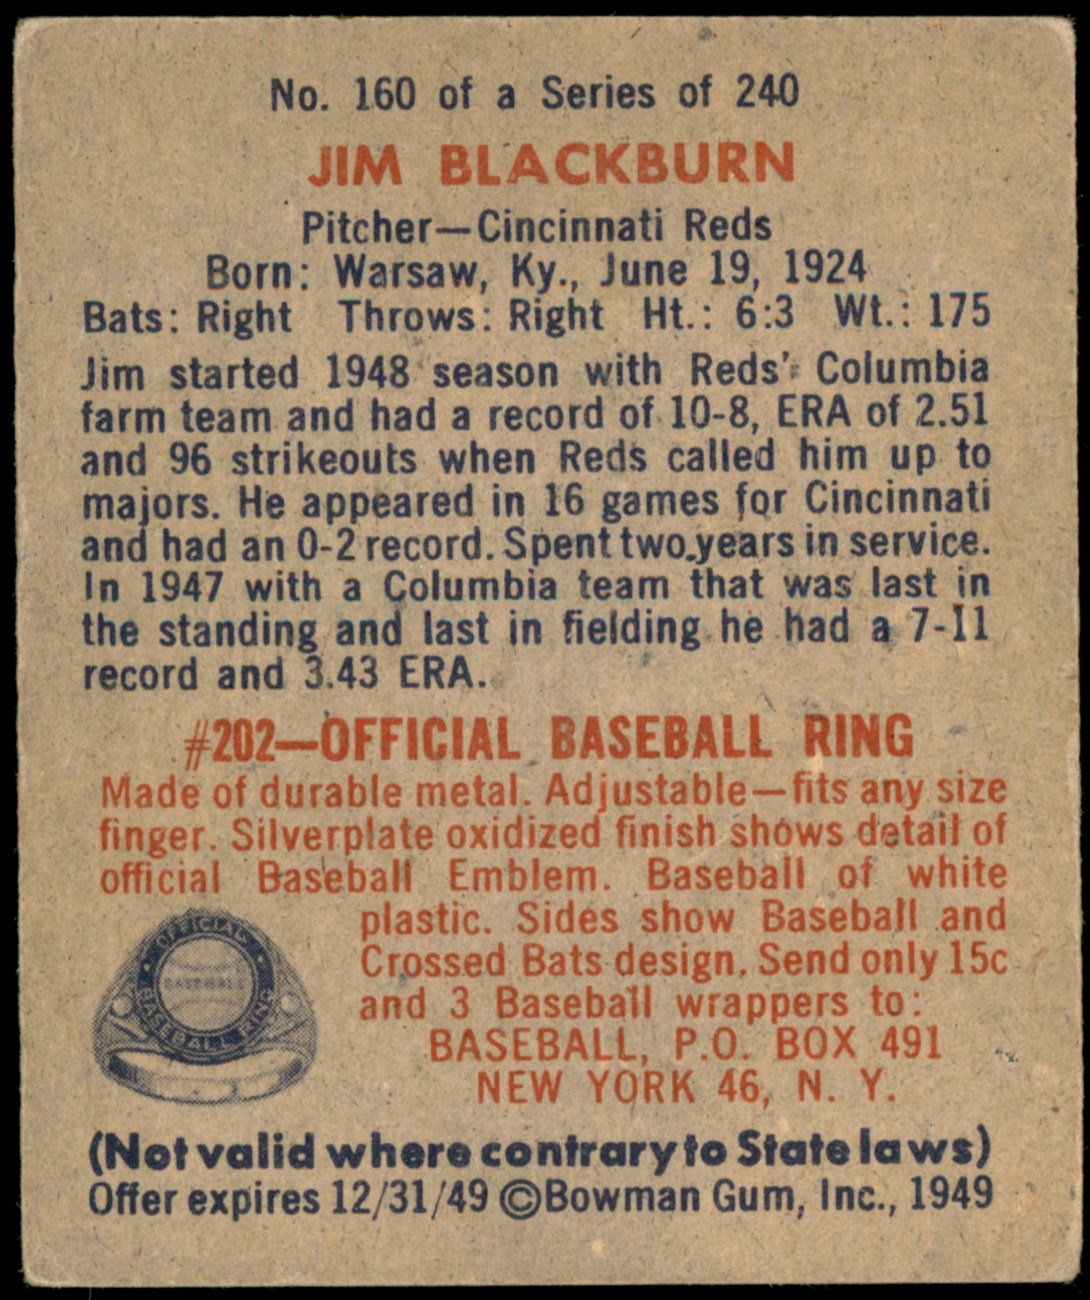 No. 160 of a Series of 240
JIM BLACKBURN
Pitcher—Cincinnati Reds
Born: Warsaw, Ky., June 19, 1924
Bats: Right Throws: Right Ht.: 6:3 Wt.: 175
Jim started 1948 season with Reds' Columbia
farm team and had a record of 10-8, ERA of 2.51
and 96 strikeouts when Reds called him up to
majors. He appeared in 16 games for Cincinnati
and had an 0-2 record. Spent two years in service.
In 1947 with a Columbia team that was last in
the standing and last in fielding he had a 7-11
record and 3.43 ERA.
#202—OFFICIAL BASEBALL RING
Made of durable metal. Adjustable—fits any size
finger. Silverplate oxidized finish shows detail of
official Baseball Emblem. Baseball of white
plastic. Sides show Baseball and
Crossed Bats design. Send only 15c
and 3 Baseball wrappers to:
BASEBALL, P.O. BOX 491
NEW YORK 46, N. Y.
OFFICIAL
BASEBALL
BASEBALL RING
(Not valid where contrary to State laws)
Offer expires 12/31/49 ©Bowman Gum, Inc., 1949